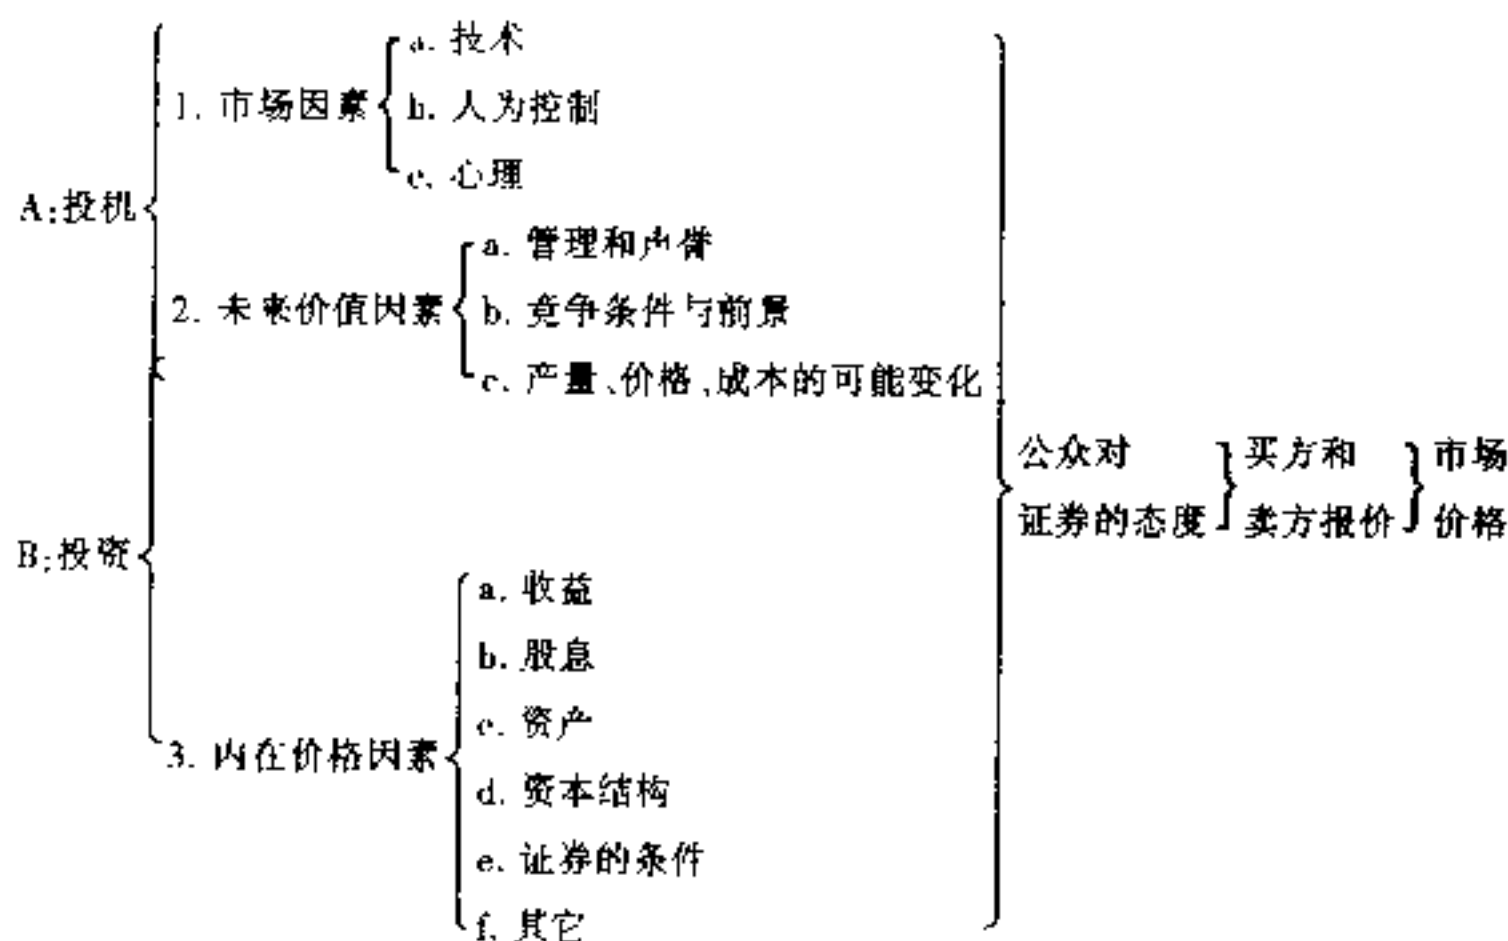 A:投机
1. 市场因素
a. 技术
b. 人为控制
c. 心理
2. 未来价值因素
a. 管理和声誉
b. 竞争条件与前景
c. 产量、价格、成本的可能变化
B:投资
3. 内在价格因素
a. 收益
b. 股息
c. 资产
d. 资本结构
e. 证券的条件
f. 其它
公众对
证券的态度
买方和
卖方报价
市场
价格